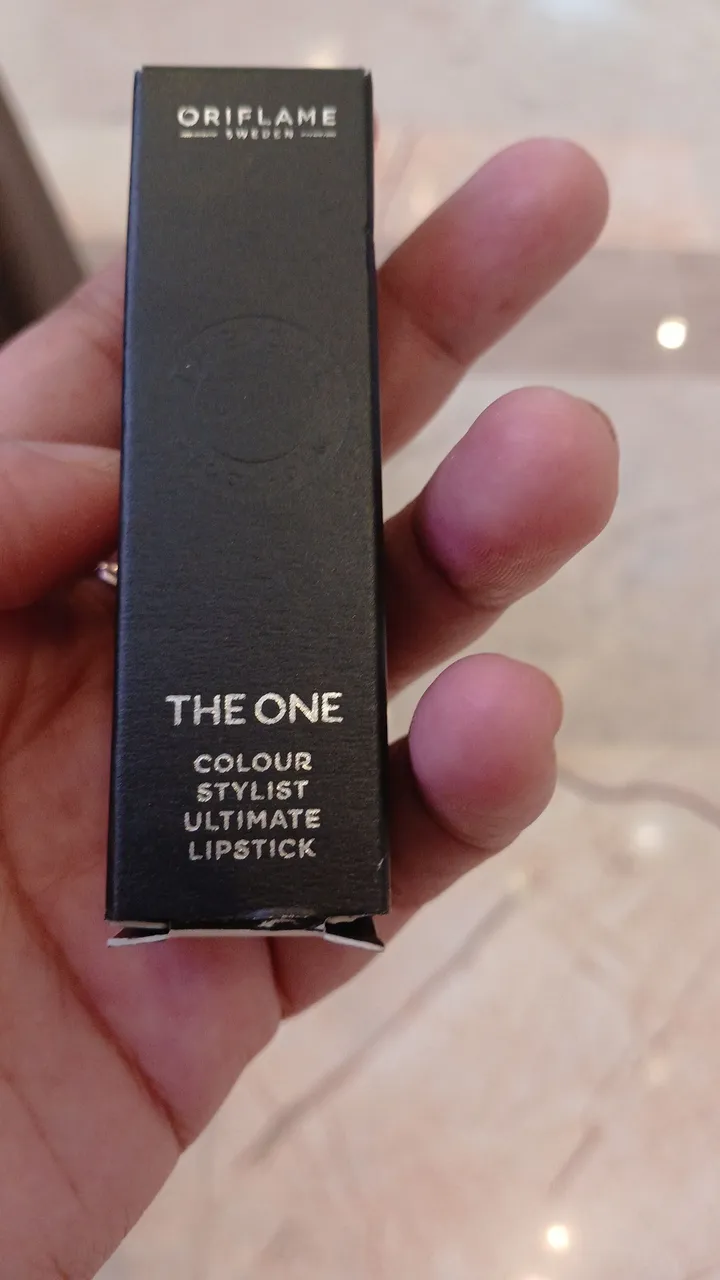 ORIFLAME
SWEDEN
THE ONE
COLOUR
STYLIST
ULTIMATE
LIPSTICK